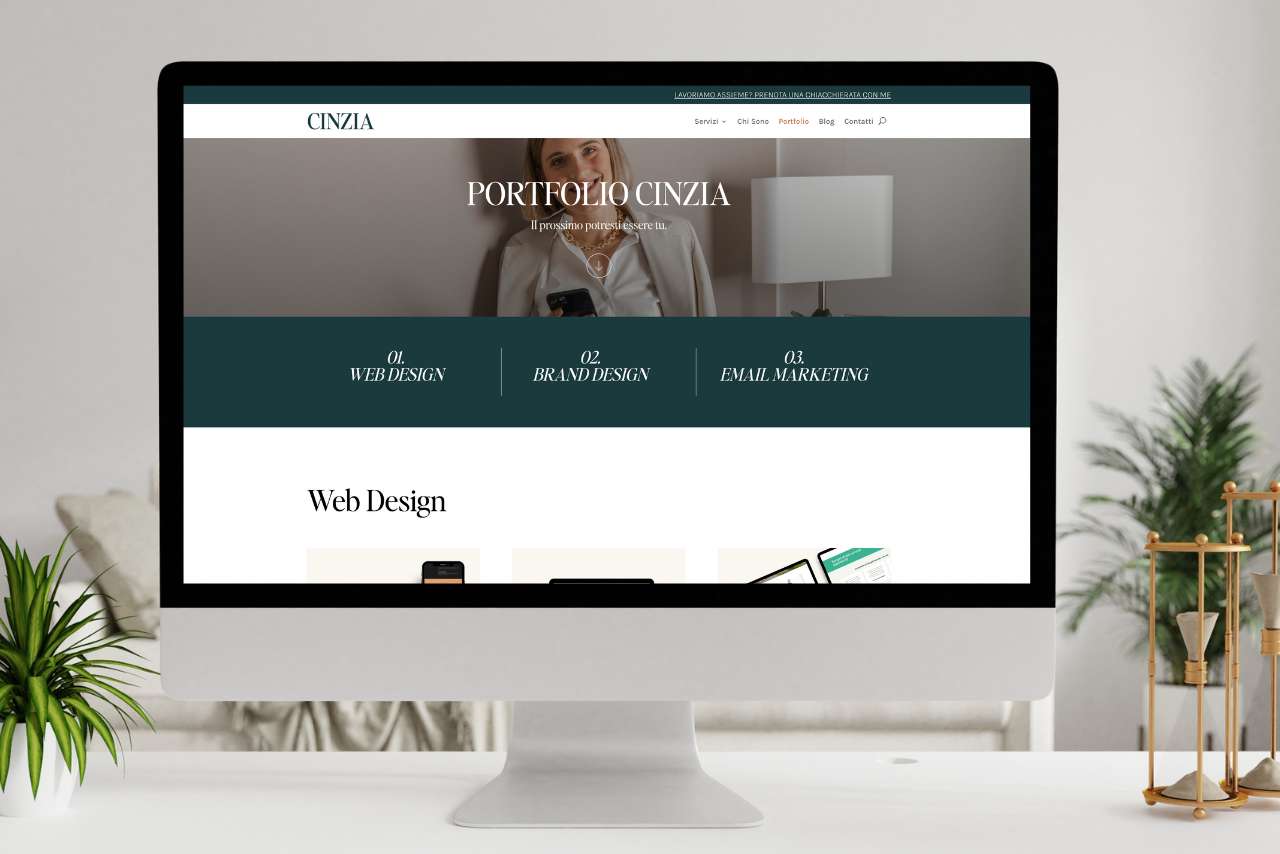 LAVORIAMO ASSIEME? PRENOTA UNA CHIACCHIERATA CON ME
CINZIA
Servizi
Chi Sono
Portfolio
Blog
Contatti
PORTFOLIO CINZIA
Il prossimo potresti essere tu.
01.
WEB DESIGN
02.
BRAND DESIGN
03.
EMAIL MARKETING
Web Design